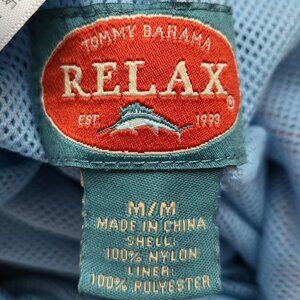 TOMMY BAHAMA
RELAX®
EST. 1993
M/M
MADE IN CHINA
SHELL:
100% NYLON
LINER:
100% POLYESTER